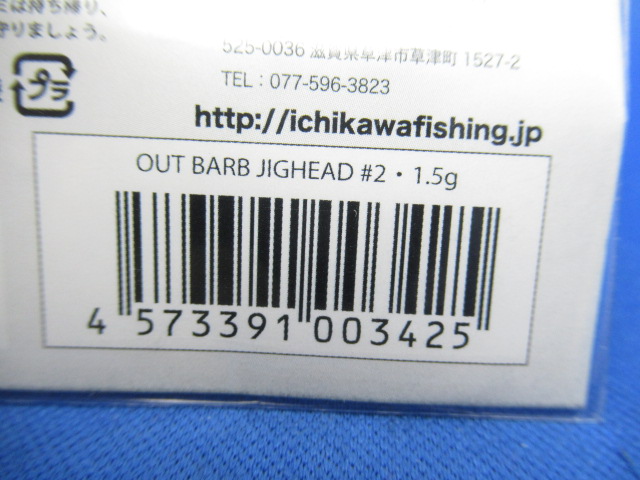 は持ち帰り、
守りましょう。
プラ
525-0036 滋賀県草津市草津町 1527-2
TEL : 077-596-3823
http://ichikawafishing.jp
OUT BARB JIGHEAD #2・1.5g
4 573391 003425